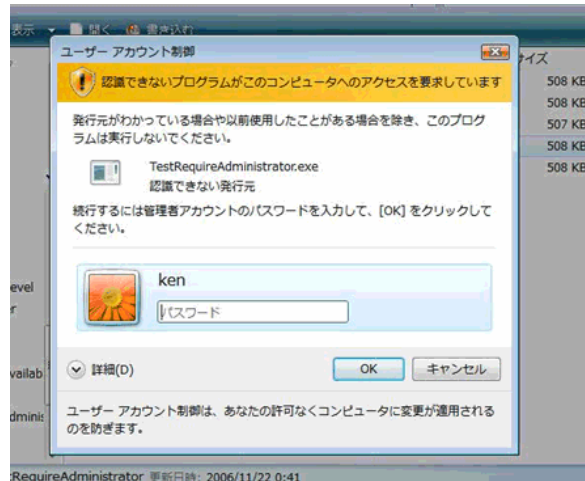 表示 開く 書き込む
ユーザー アカウント制御
サイズ
認識できないプログラムがこのコンピュータへのアクセスを要求しています
508 KE
508 KE
507 KE
508 KE
508 KE
発行元がわかっている場合や以前使用したことがある場合を除き、このプログ
ラムは実行しないでください。
TestRequireAdministrator.exe
認識できない発行元
続行するには管理者アカウントのパスワードを入力して、[OK] をクリックして
ください。
ken
パスワード
evel
r
vailab
dminis
詳細(D)
OK
キャンセル
ユーザー アカウント制御は、あなたの許可なくコンピュータに変更が適用される
のを防ぎます。
tRequireAdministrator 更新日時: 2006/11/22 0:41